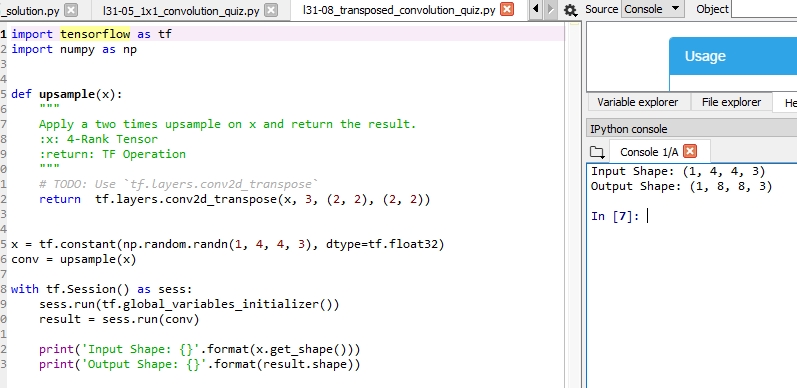 _solution.py
l31-05_1x1_convolution_quiz.py
l31-08_transposed_convolution_quiz.py
Source Console Object
1 import tensorflow as tf
2 import numpy as np
3
4
5 def upsample(x):
6 """
7 Apply a two times upsample on x and return the result.
8 :x: 4-Rank Tensor
9 :return: TF Operation
0 """
1 # TODO: Use `tf.layers.conv2d_transpose`
2 return tf.layers.conv2d_transpose(x, 3, (2, 2), (2, 2))
3
4
5 x = tf.constant(np.random.randn(1, 4, 4, 3), dtype=tf.float32)
6 conv = upsample(x)
7
8 with tf.Session() as sess:
9 sess.run(tf.global_variables_initializer())
0 result = sess.run(conv)
1
2 print('Input Shape: {}'.format(x.get_shape()))
3 print('Output Shape: {}'.format(result.shape))
Usage
Variable explorer File explorer He
IPython console
Console 1/A
Input Shape: (1, 4, 4, 3)
Output Shape: (1, 8, 8, 3)
In [7]: